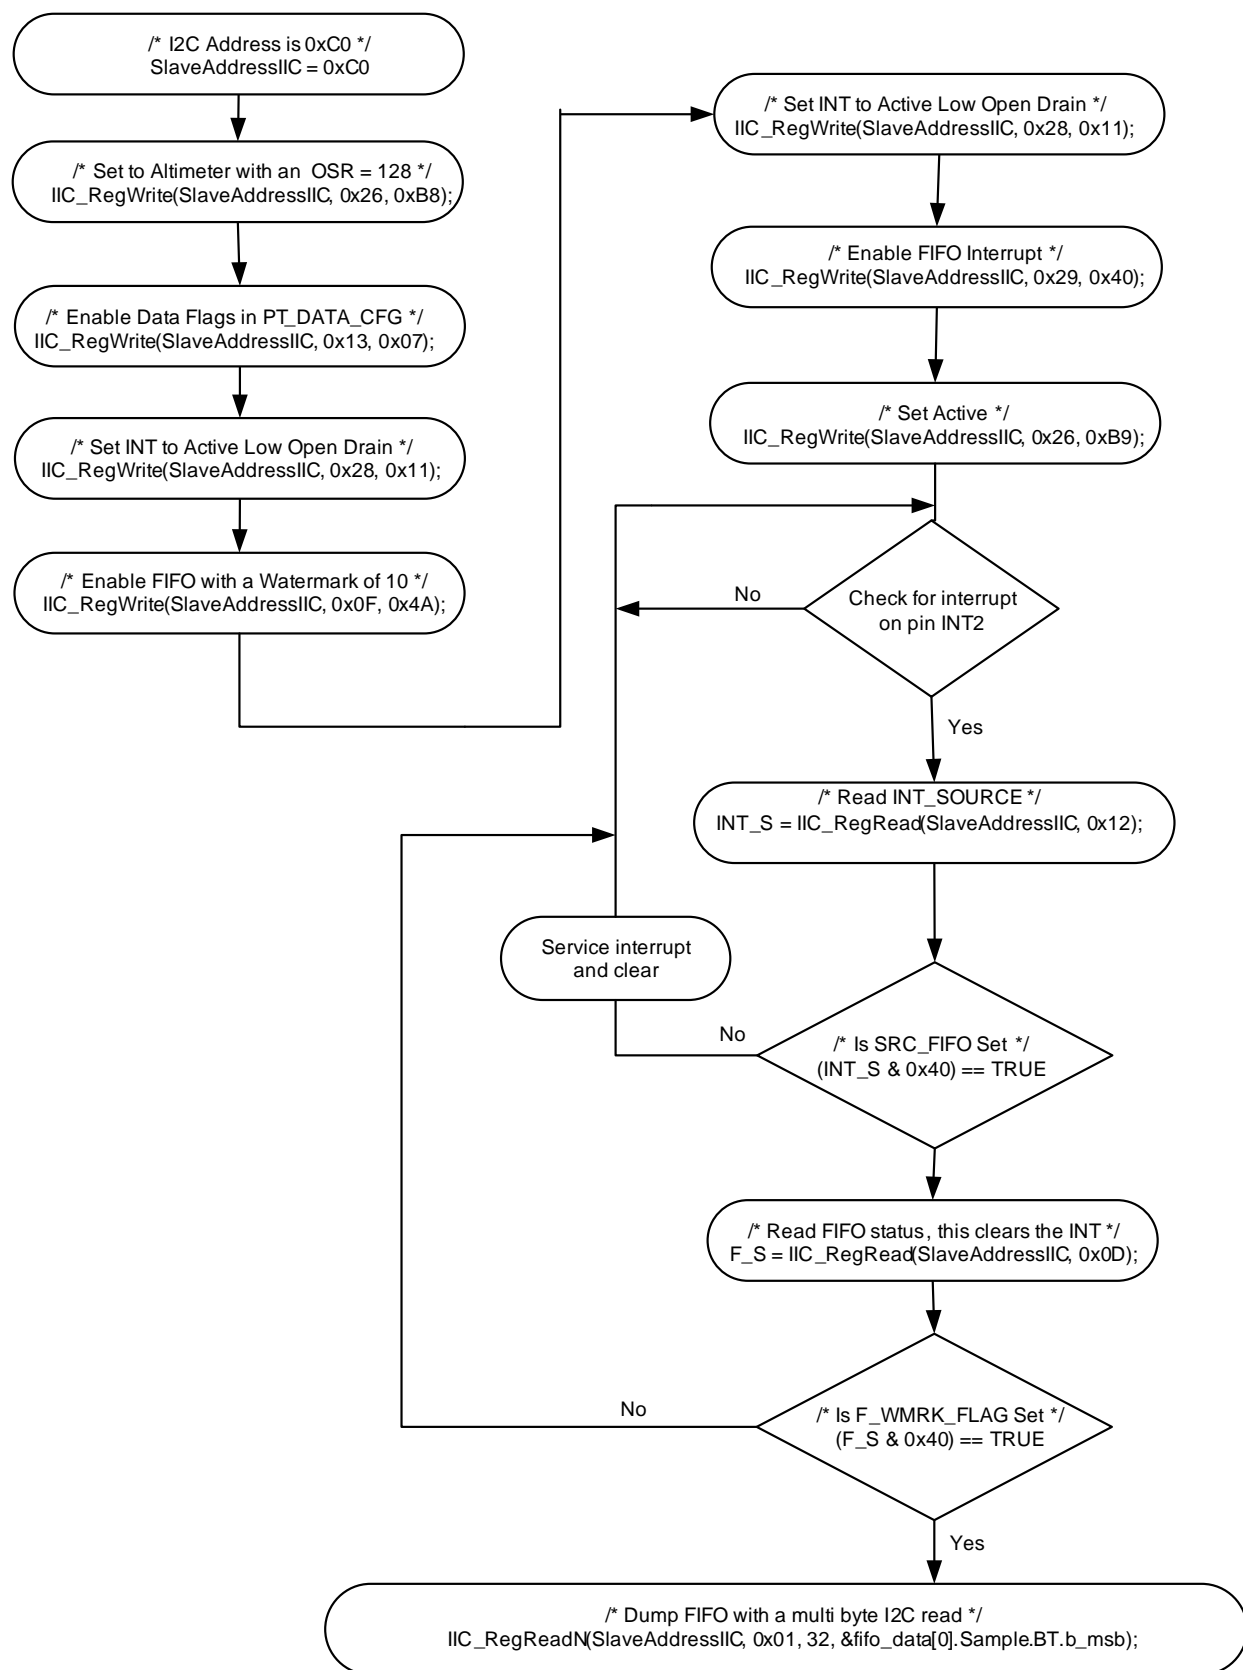 /* I2C Address is 0xC0 */
SlaveAddressIIC = 0xC0
/* Set to Altimeter with an OSR = 128 */
IIC_RegWrite(SlaveAddressIIC, 0x26, 0xB8);
/* Enable Data Flags in PT_DATA_CFG */
IIC_RegWrite(SlaveAddressIIC, 0x13, 0x07);
/* Set INT to Active Low Open Drain */
IIC_RegWrite(SlaveAddressIIC, 0x28, 0x11);
/* Enable FIFO with a Watermark of 10 */
IIC_RegWrite(SlaveAddressIIC, 0x0F, 0x4A);
/* Set INT to Active Low Open Drain */
IIC_RegWrite(SlaveAddressIIC, 0x28, 0x11);
/* Enable FIFO Interrupt */
IIC_RegWrite(SlaveAddressIIC, 0x29, 0x40);
/* Set Active */
IIC_RegWrite(SlaveAddressIIC, 0x26, 0xB9);
No
Check for interrupt
on pin INT2
Yes
/* Read INT_SOURCE */
INT_S = IIC_RegRead(SlaveAddressIIC, 0x12);
Service interrupt
and clear
No
/* Is SRC_FIFO Set */
(INT_S & 0x40) == TRUE
/* Read FIFO status, this clears the INT */
F_S = IIC_RegRead(SlaveAddressIIC, 0x0D);
No
/* Is F_WMRK_FLAG Set */
(F_S & 0x40) == TRUE
Yes
/* Dump FIFO with a multi byte I2C read */
IIC_RegReadN(SlaveAddressIIC, 0x01, 32, &fifo_data[0].Sample.BT.b_msb);